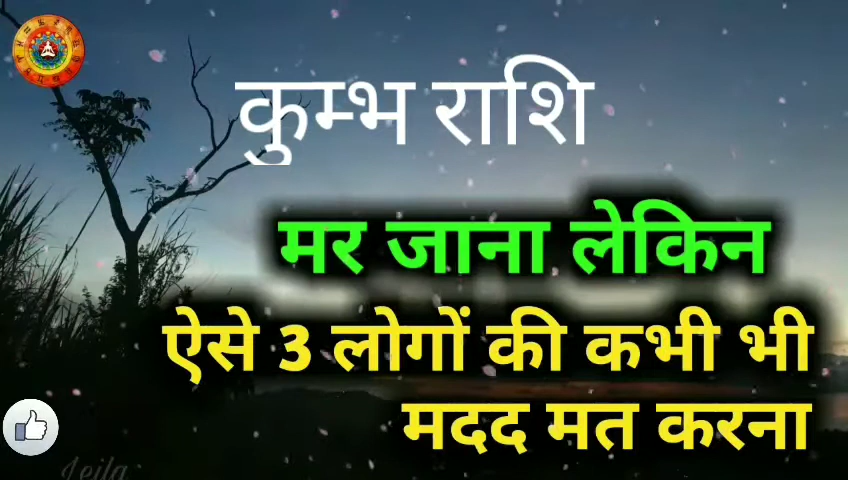 कुम्भ राशि
मर जाना लेकिन
ऐसे 3 लोगों की कभी भी
मदद मत करना